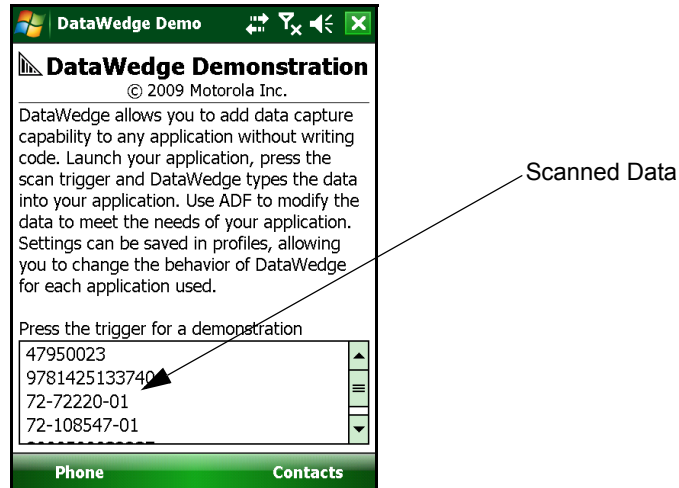 DataWedge Demo
DataWedge Demonstration
© 2009 Motorola Inc.
DataWedge allows you to add data capture
capability to any application without writing
code. Launch your application, press the
scan trigger and DataWedge types the data
into your application. Use ADF to modify the
data to meet the needs of your application.
Settings can be saved in profiles, allowing
you to change the behavior of DataWedge
for each application used.
Press the trigger for a demonstration
47950023
9781425133740
72-72220-01
72-108547-01
Phone Contacts
Scanned Data